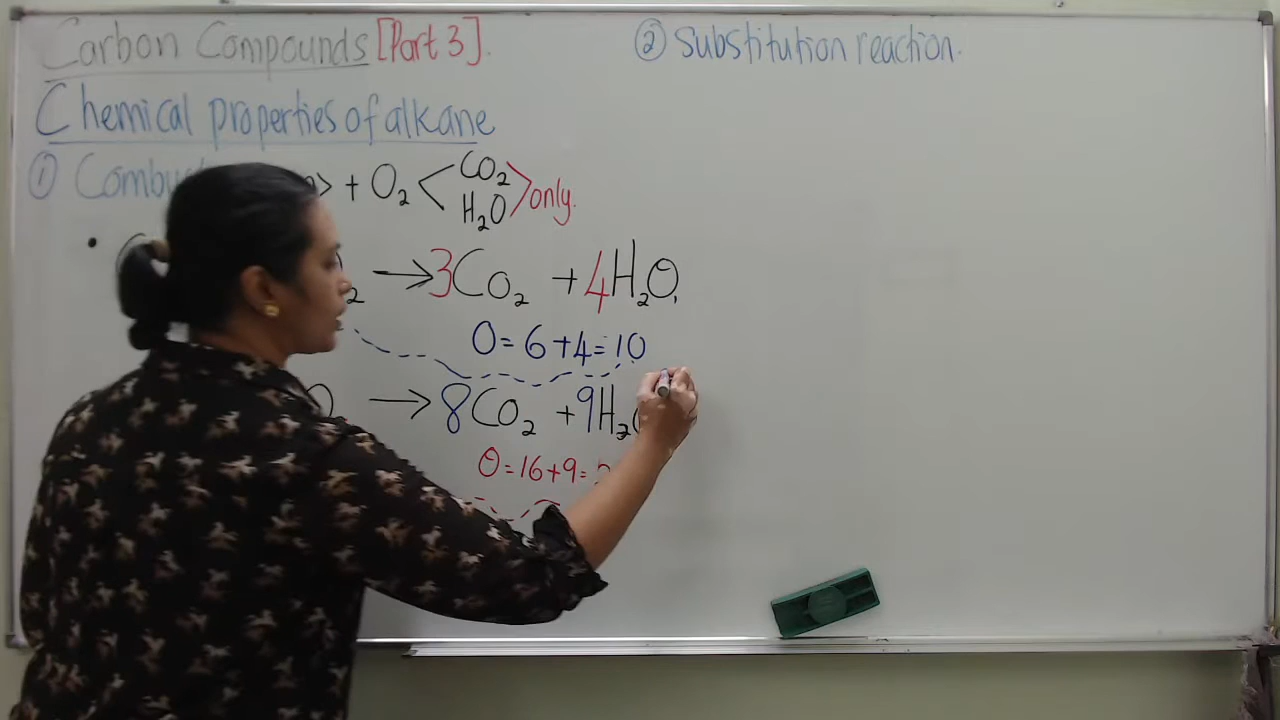 Carbon Compounds [Part 3].
② Substitution reaction.
Chemical properties of alkane
① + O₂ < CO₂ H₂O > only.
→ 3CO₂ + 4H₂O
O = 6 + 4 = 10
→ 8CO₂ + 9H₂O
O = 16 + 9 =